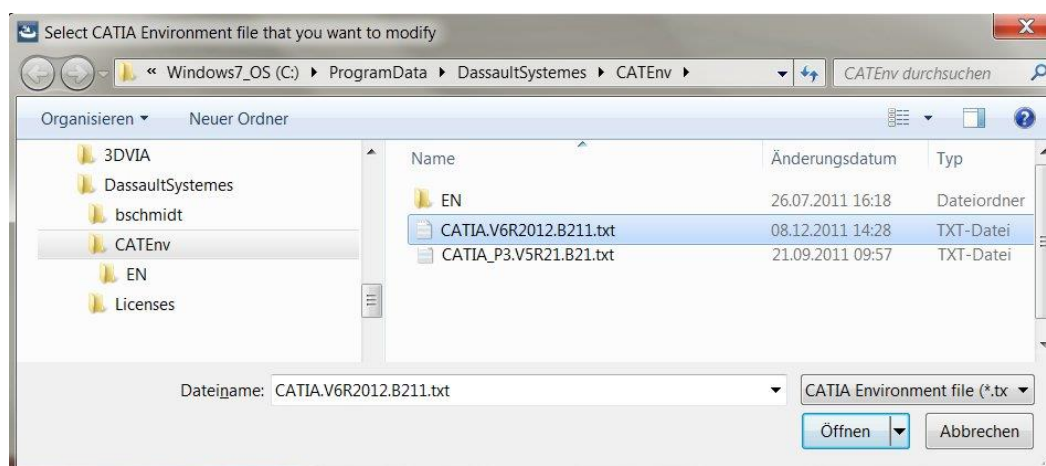 Select CATIA Environment file that you want to modify
« Windows7_OS (C:) ▸ ProgramData ▸ DassaultSystemes ▸ CATEnv ▸ CATEnv durchsuchen
Organisieren Neuer Ordner
3DVIA
DassaultSystemes
bschmidt
CATEnv
EN
Licenses
Name Änderungsdatum Typ
EN 26.07.2011 16:18 Dateiordner
CATIA.V6R2012.B211.txt 08.12.2011 14:28 TXT-Datei
CATIA_P3.V5R21.B21.txt 21.09.2011 09:57 TXT-Datei
Dateiname: CATIA.V6R2012.B211.txt CATIA Environment file (*.tx
Öffnen Abbrechen